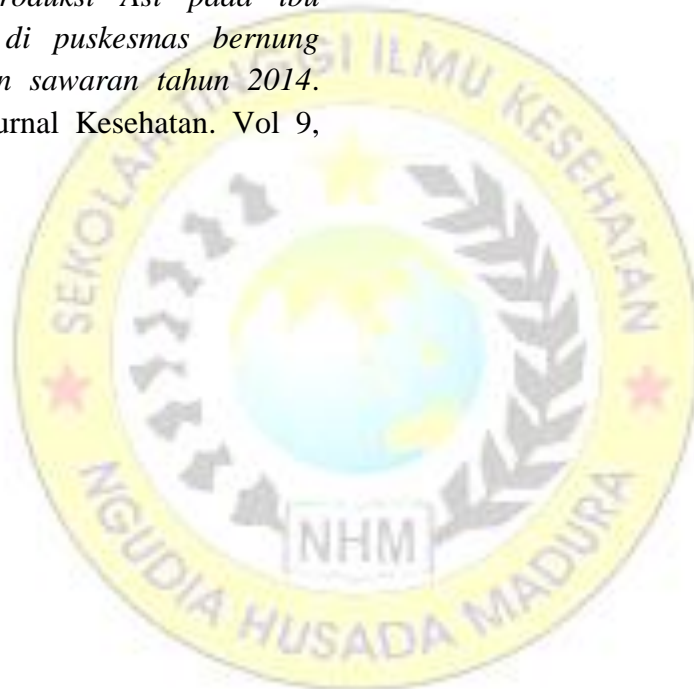 roduksi Asi pada ibu
di puskesmas bernung
n sawaran tahun 2014.
urnal Kesehatan. Vol 9,
SEKOLAH TINGGI ILMU KESEHATAN
NHM
NGUDIA HUSADA MADURA